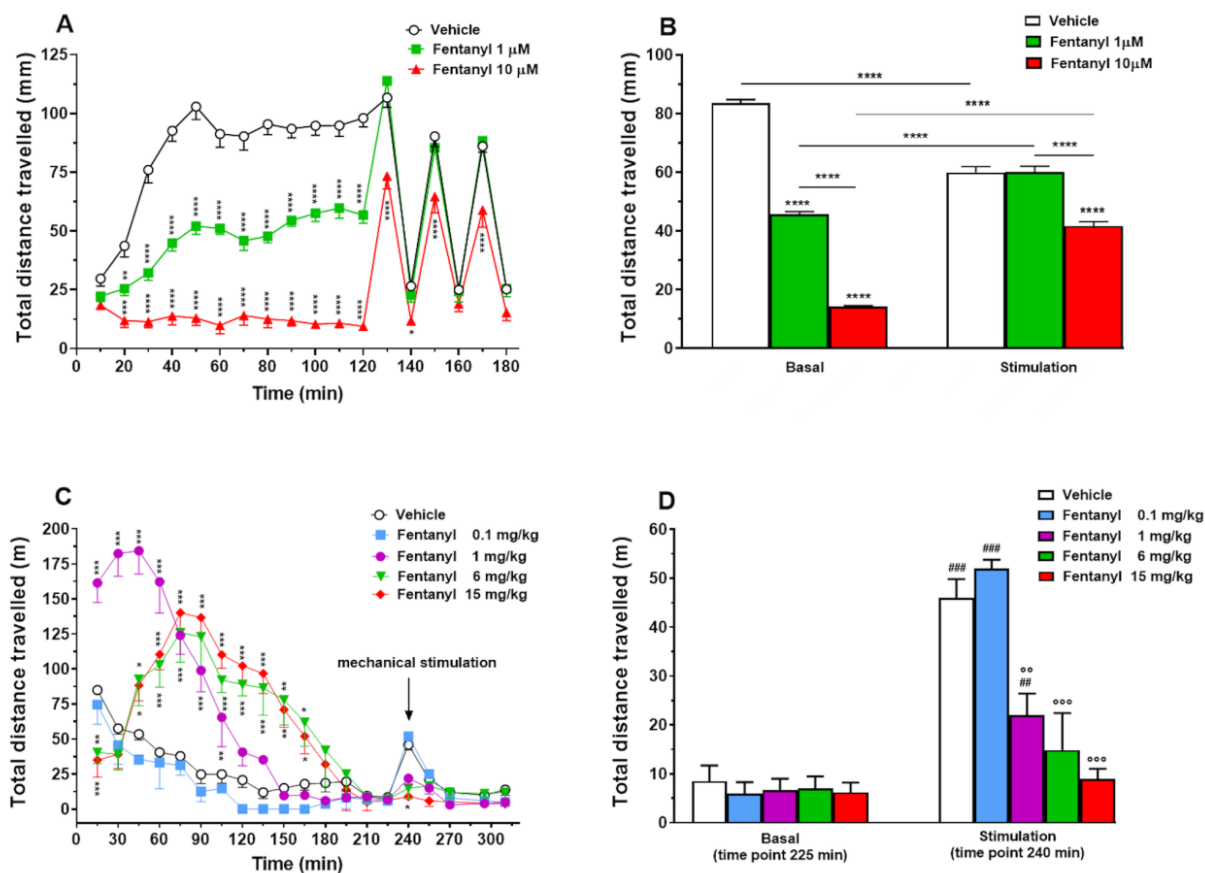 A
Vehicle
Fentanyl 1 μM
Fentanyl 10 μM
Total distance travelled (mm)
125
100
75
50
25
0
0 20 40 60 80 100 120 140 160 180
Time (min)
**** **** **** **** **** **** **** **** **** ****
**
*** **** **** **** **** **** **** **** **** **** ****
**** * **** ****
B
Vehicle
Fentanyl 1μM
Fentanyl 10μM
Total distance travelled (mm)
100
80
60
40
20
0
****
****
****
****
****
**** ****
****
Basal Stimulation
C
Vehicle
Fentanyl 0.1 mg/kg
Fentanyl 1 mg/kg
Fentanyl 6 mg/kg
Fentanyl 15 mg/kg
mechanical stimulation
Total distance travelled (m)
200
175
150
125
100
75
50
25
0
0 30 60 90 120 150 180 210 240 270 300
Time (min)
D
Vehicle
Fentanyl 0.1 mg/kg
Fentanyl 1 mg/kg
Fentanyl 6 mg/kg
Fentanyl 15 mg/kg
Total distance travelled (m)
60
50
40
30
20
10
0
### ###
°°
##
°°°
°°°
Basal Stimulation
(time point 225 min) (time point 240 min)